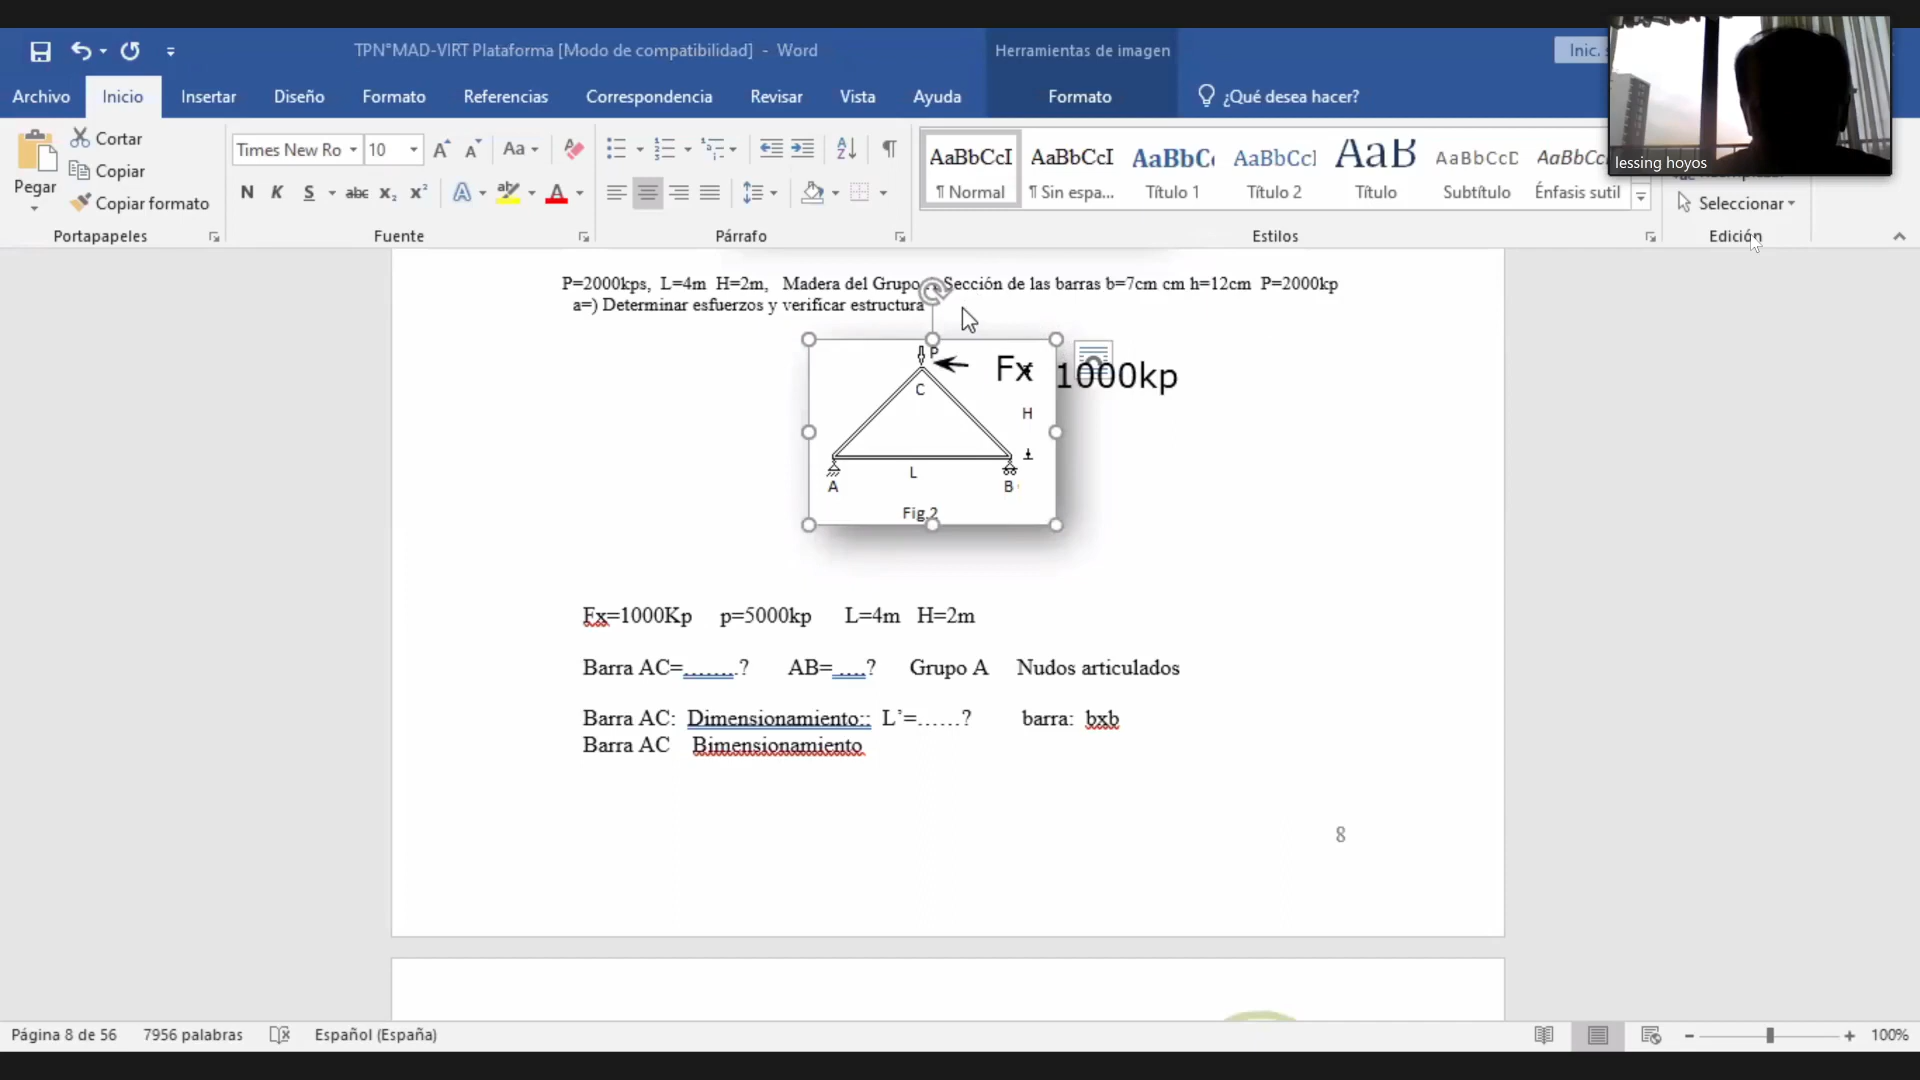 TPN°MAD-VIRT Plataforma [Modo de compatibilidad] - Word
Herramientas de imagen
Inic.
Archivo Inicio Insertar Diseño Formato Referencias Correspondencia Revisar Vista Ayuda Formato ¿Qué desea hacer?
lessing hoyos
Pegar
Cortar
Copiar
Copiar formato
Portapapeles
Times New Ro 10
N K S abc x₂ x²
Fuente
Párrafo
AaBbCcI AaBbCcI AaBbC AaBbCcI AaB AaBbCcD AaBbCc
¶ Normal ¶ Sin espa... Título 1 Título 2 Título Subtítulo Énfasis sutil
Estilos
Seleccionar
Edición
P=2000kps, L=4m H=2m, Madera del Grupo Sección de las barras b=7cm cm h=12cm P=2000kp
a=) Determinar esfuerzos y verificar estructura
P
Fx 1000kp
C
H
L
A
B
Fig.2
Fx=1000Kp p=5000kp L=4m H=2m
Barra AC=…….? AB= ….? Grupo A Nudos articulados
Barra AC: Dimensionamiento:: L’=……? barra: bxb
Barra AC Bimensionamiento
8
Página 8 de 56 7956 palabras Español (España) 100%